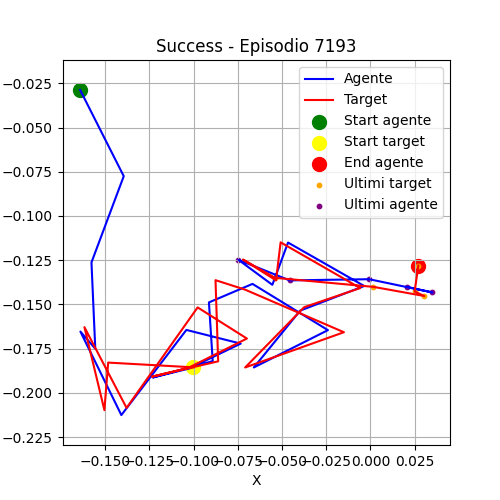 Success - Episodio 7193
Agente
Target
Start agente
Start target
End agente
Ultimi target
Ultimi agente
−0.025
−0.050
−0.075
−0.100
−0.125
−0.150
−0.175
−0.200
−0.225
−0.150 −0.125 −0.100 −0.075 −0.050 −0.025 0.000 0.025
X